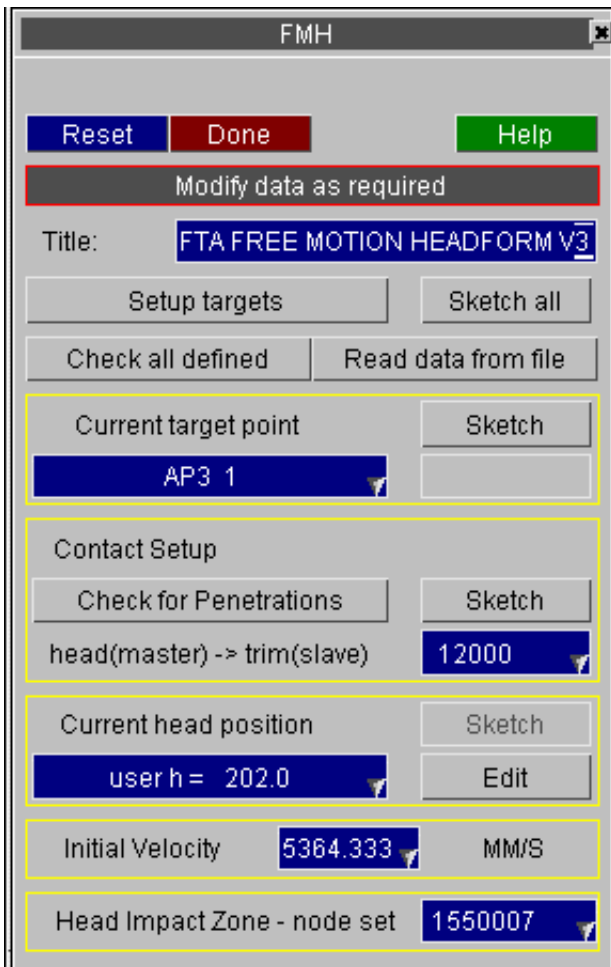 FMH
Reset Done Help
Modify data as required
Title: FTA FREE MOTION HEADFORM V3
Setup targets Sketch all
Check all defined Read data from file
Current target point Sketch
AP3 1
Contact Setup
Check for Penetrations Sketch
head(master) -> trim(slave) 12000
Current head position Sketch
user h = 202.0 Edit
Initial Velocity 5364.333 MM/S
Head Impact Zone - node set 1550007